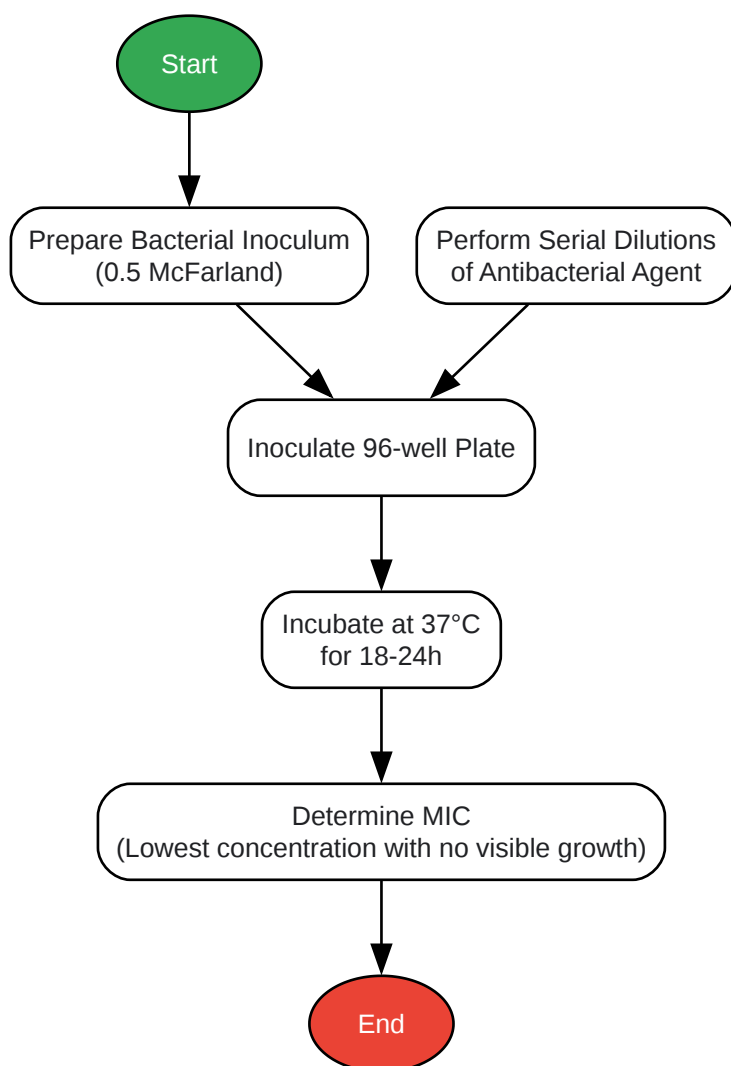 Start
Prepare Bacterial Inoculum
(0.5 McFarland)
Perform Serial Dilutions
of Antibacterial Agent
Inoculate 96-well Plate
Incubate at 37°C
for 18-24h
Determine MIC
(Lowest concentration with no visible growth)
End